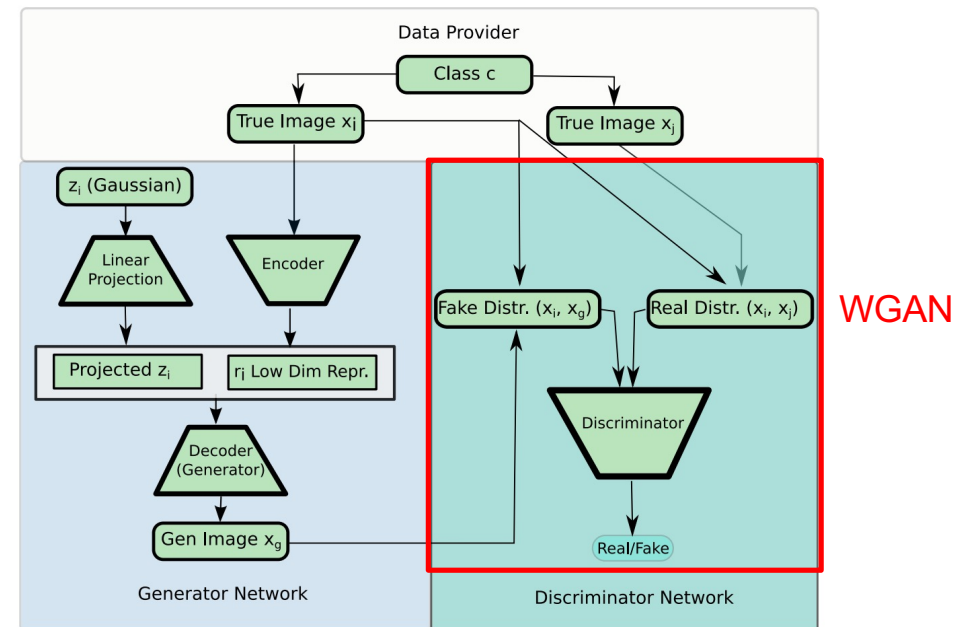 Data Provider
Class c
True Image xᵢ
True Image xⱼ
zᵢ (Gaussian)
Linear
Projection
Encoder
Fake Distr. (xᵢ, x_g)
Real Distr. (xᵢ, xⱼ)
WGAN
Projected zᵢ
rᵢ Low Dim Repr.
Discriminator
Decoder
(Generator)
Gen Image x_g
Real/Fake
Generator Network
Discriminator Network